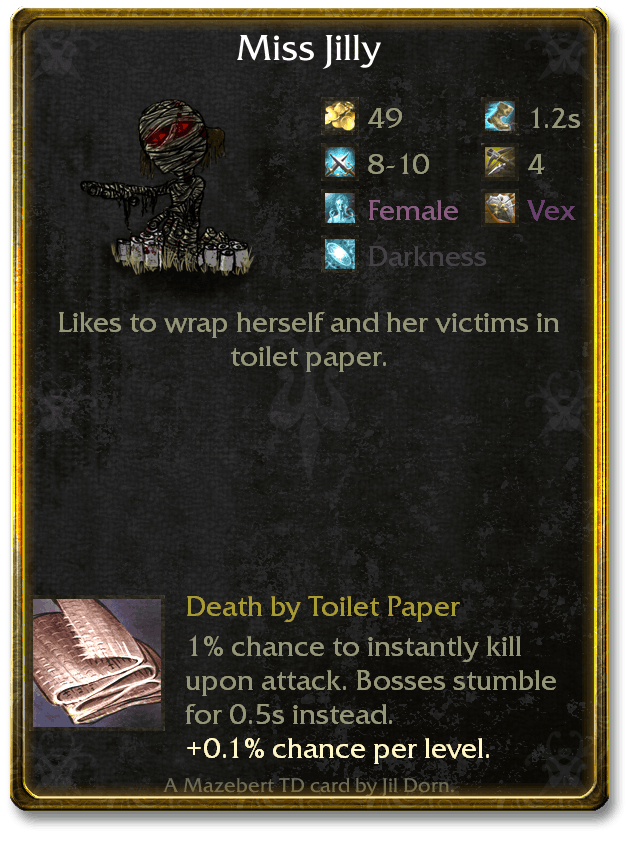 Miss Jilly
49 1.2s
8-10 4
Female Vex
Darkness
Likes to wrap herself and her victims in
toilet paper.
Death by Toilet Paper
1% chance to instantly kill
upon attack. Bosses stumble
for 0.5s instead.
+0.1% chance per level.
A Mazebert TD card by Jil Dorn.